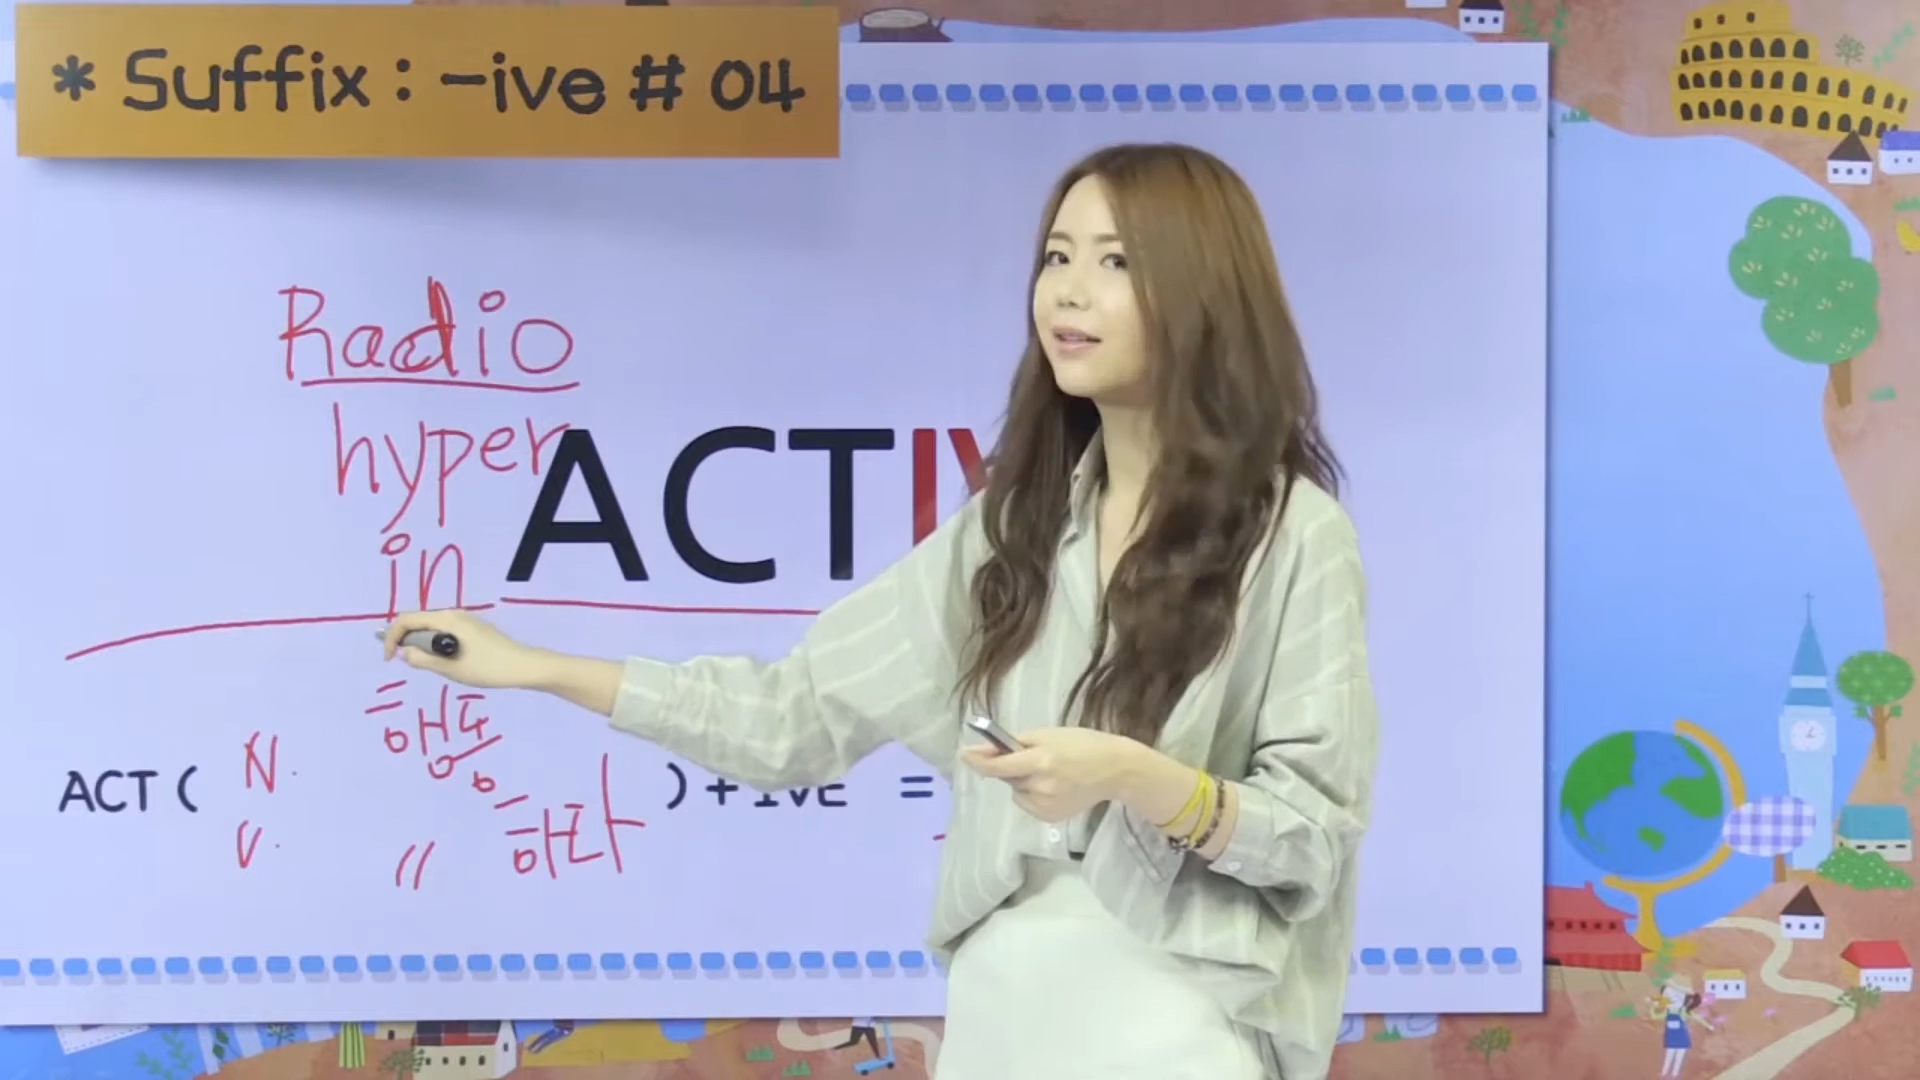 * Suffix : -ive # 04
Radio
hyper
in
ACTIV
행동
ACT ( N. 
V. 〃 하다 ) + IVE =